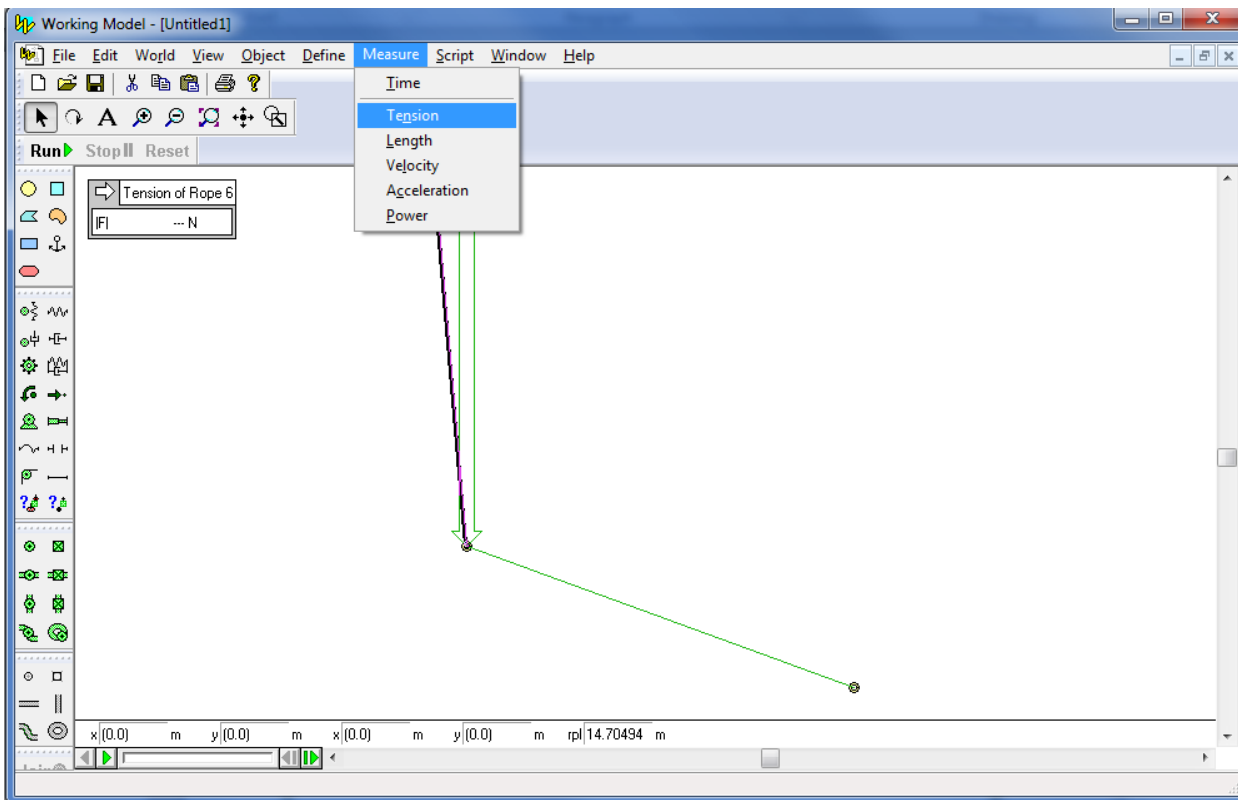 Working Model - [Untitled1]
File Edit World View Object Define Measure Script Window Help
Time
Tension
Length
Velocity
Acceleration
Power
A
Run Stop Reset
Tension of Rope 6
|F| --- N
x (0.0) m y (0.0) m x (0.0) m y (0.0) m rpl 14.70494 m